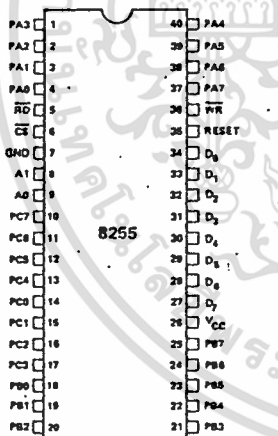 PA3 1 40 PA4
PA2 2 39 PA5
PA1 3 38 PA6
PA0 4 37 PA7
R̅D̅ 5 36 W̅R̅
C̅S̅ 6 35 RESET
GND 7 34 D0
A1 8 33 D1
A0 9 32 D2
PC7 10 31 D3
PC6 11 30 D4
8255
PC5 12 29 D5
PC4 13 28 D6
PC0 14 27 D7
PC1 15 26 VCC
PC2 16 25 PB7
PC3 17 24 PB6
PB0 18 23 PB5
PB1 19 22 PB4
PB2 20 21 PB3